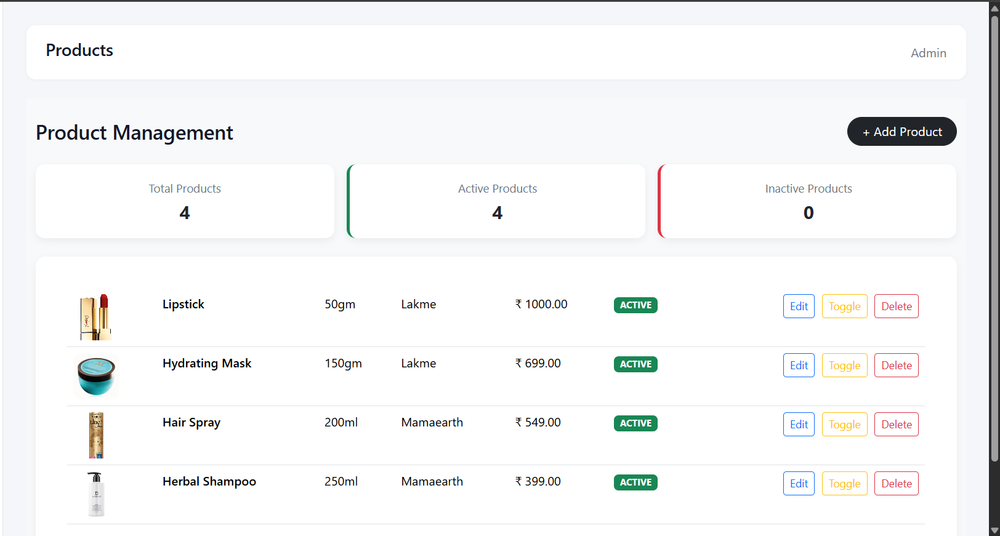 Products
Admin
Product Management
+ Add Product
Total Products
4
Active Products
4
Inactive Products
0
Lipstick 50gm Lakme ₹ 1000.00 ACTIVE Edit Toggle Delete
Hydrating Mask 150gm Lakme ₹ 699.00 ACTIVE Edit Toggle Delete
Hair Spray 200ml Mamaearth ₹ 549.00 ACTIVE Edit Toggle Delete
Herbal Shampoo 250ml Mamaearth ₹ 399.00 ACTIVE Edit Toggle Delete